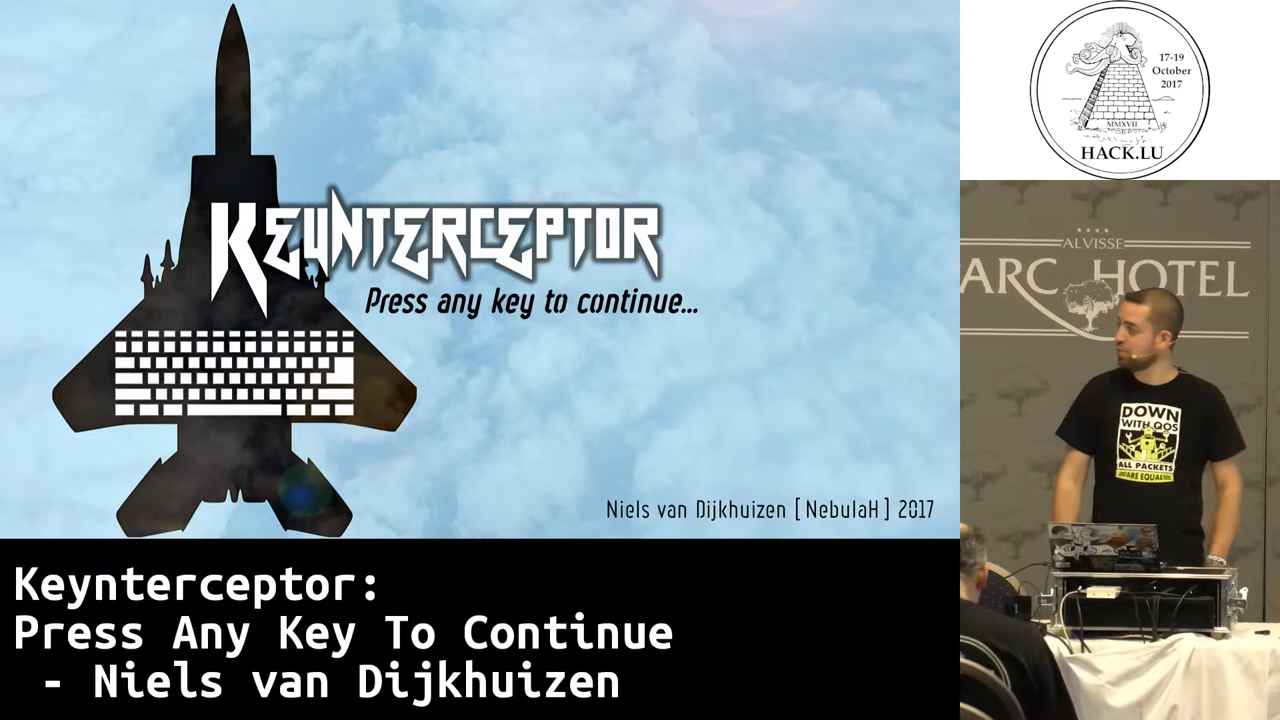 KEYNTERCEPTOR
Press any key to continue...
Niels van Dijkhuizen [NebulaH] 2017
Keynterceptor:
Press Any Key To Continue
- Niels van Dijkhuizen
17-19
October
2017
MMXVII
HACK.LU
ALVISSE
ARC HOTEL
DOWN
WITH QOS
ALL PACKETS
ARE EQUAL